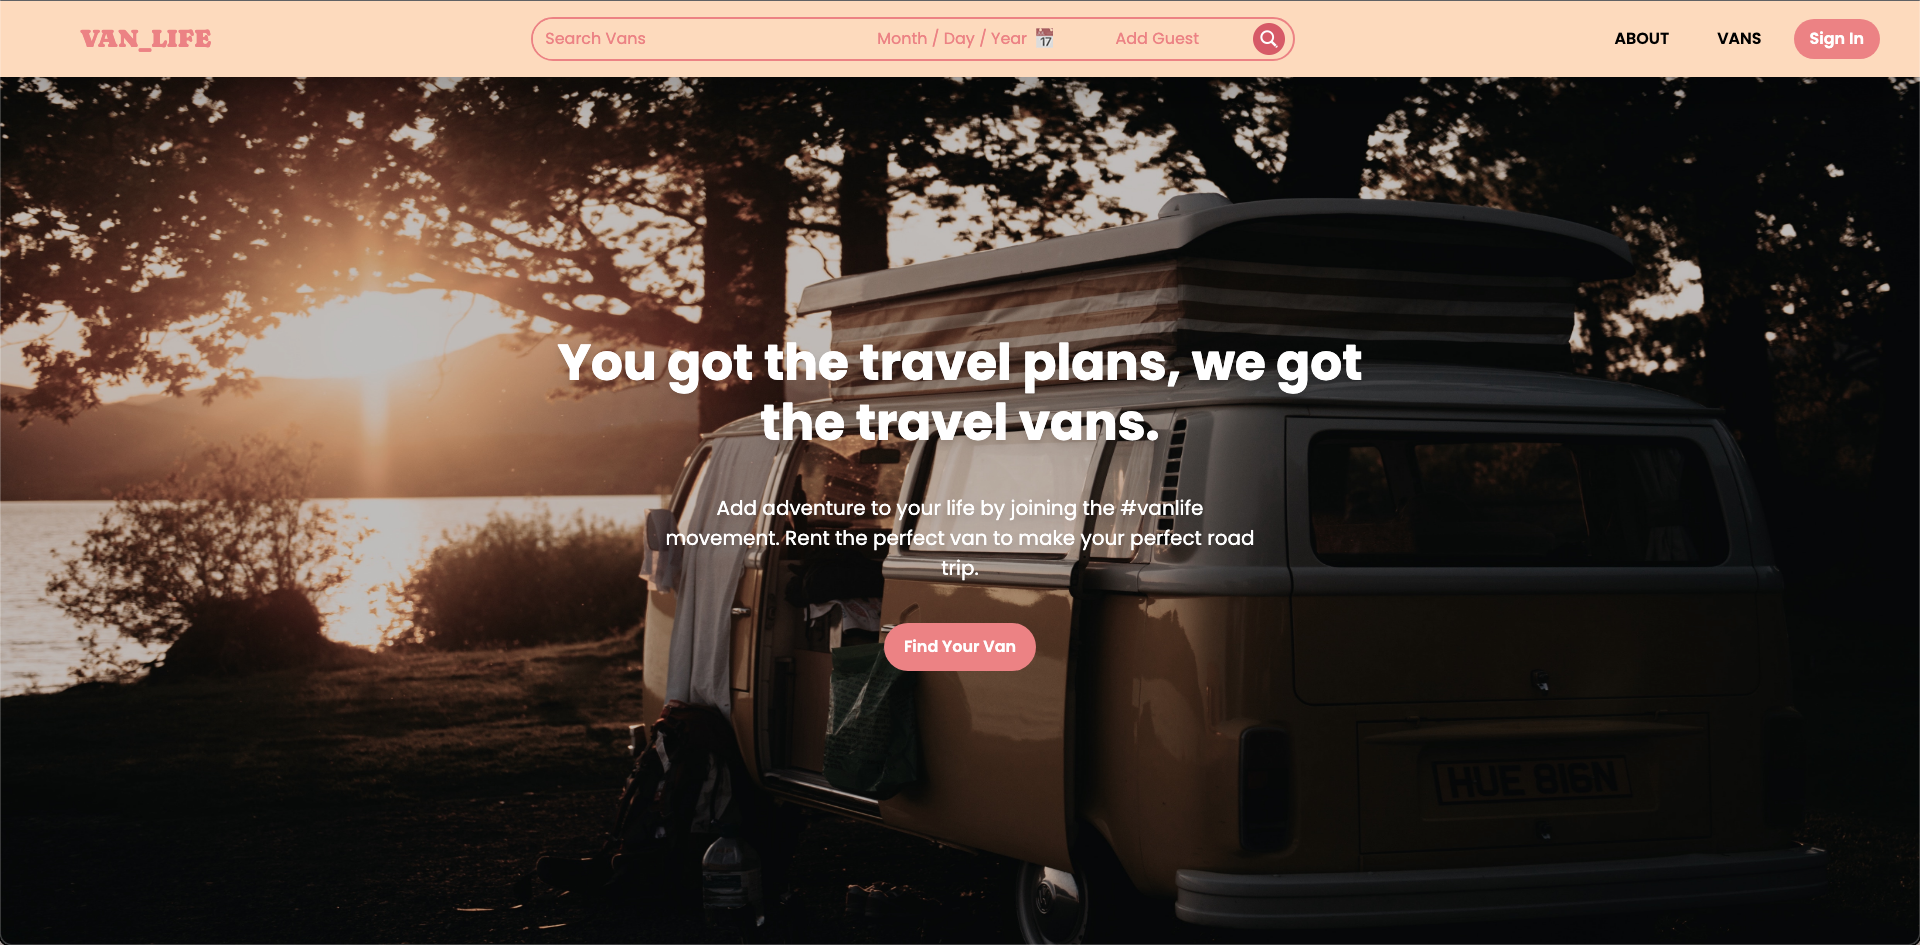 VAN_LIFE
Search Vans
Month / Day / Year
17
Add Guest
ABOUT
VANS
Sign In
You got the travel plans, we got
the travel vans.
Add adventure to your life by joining the #vanlife
movement. Rent the perfect van to make your perfect road
trip.
Find Your Van
HUE 816N